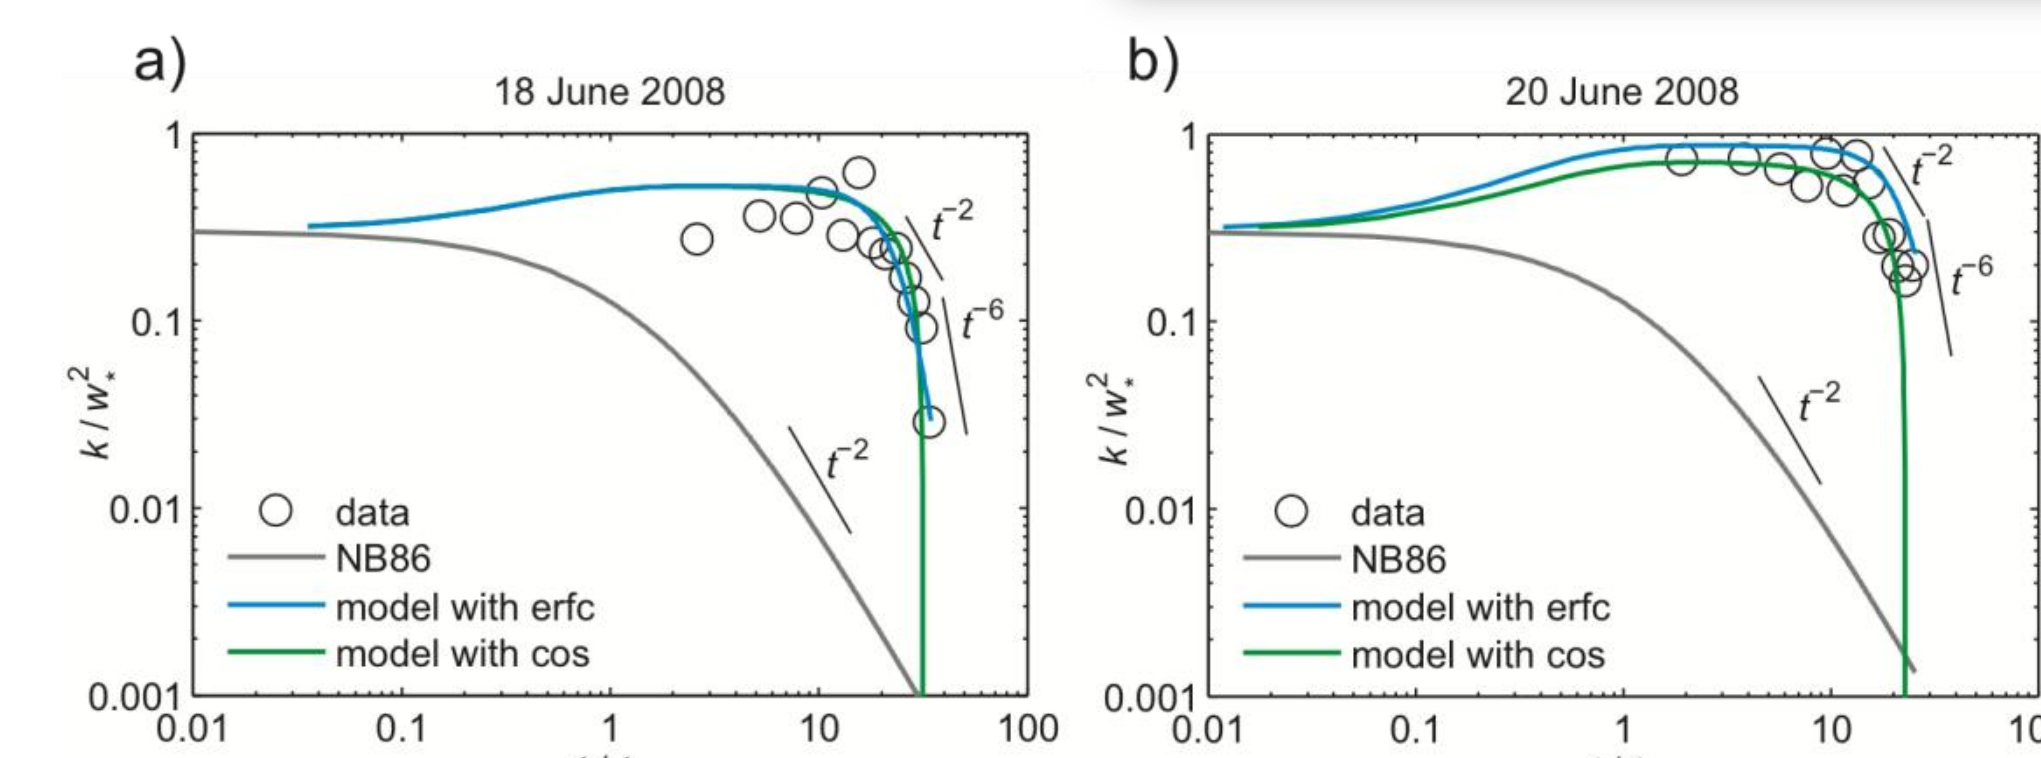 a)
18 June 2008
1
0.1
0.01
0.001
k / w²⁎
t⁻²
t⁻⁶
t⁻²
data
NB86
model with erfc
model with cos
0.01 0.1 1 10 100
b)
20 June 2008
1
0.1
0.01
0.001
k / w²⁎
t⁻²
t⁻⁶
t⁻²
data
NB86
model with erfc
model with cos
0.01 0.1 1 10